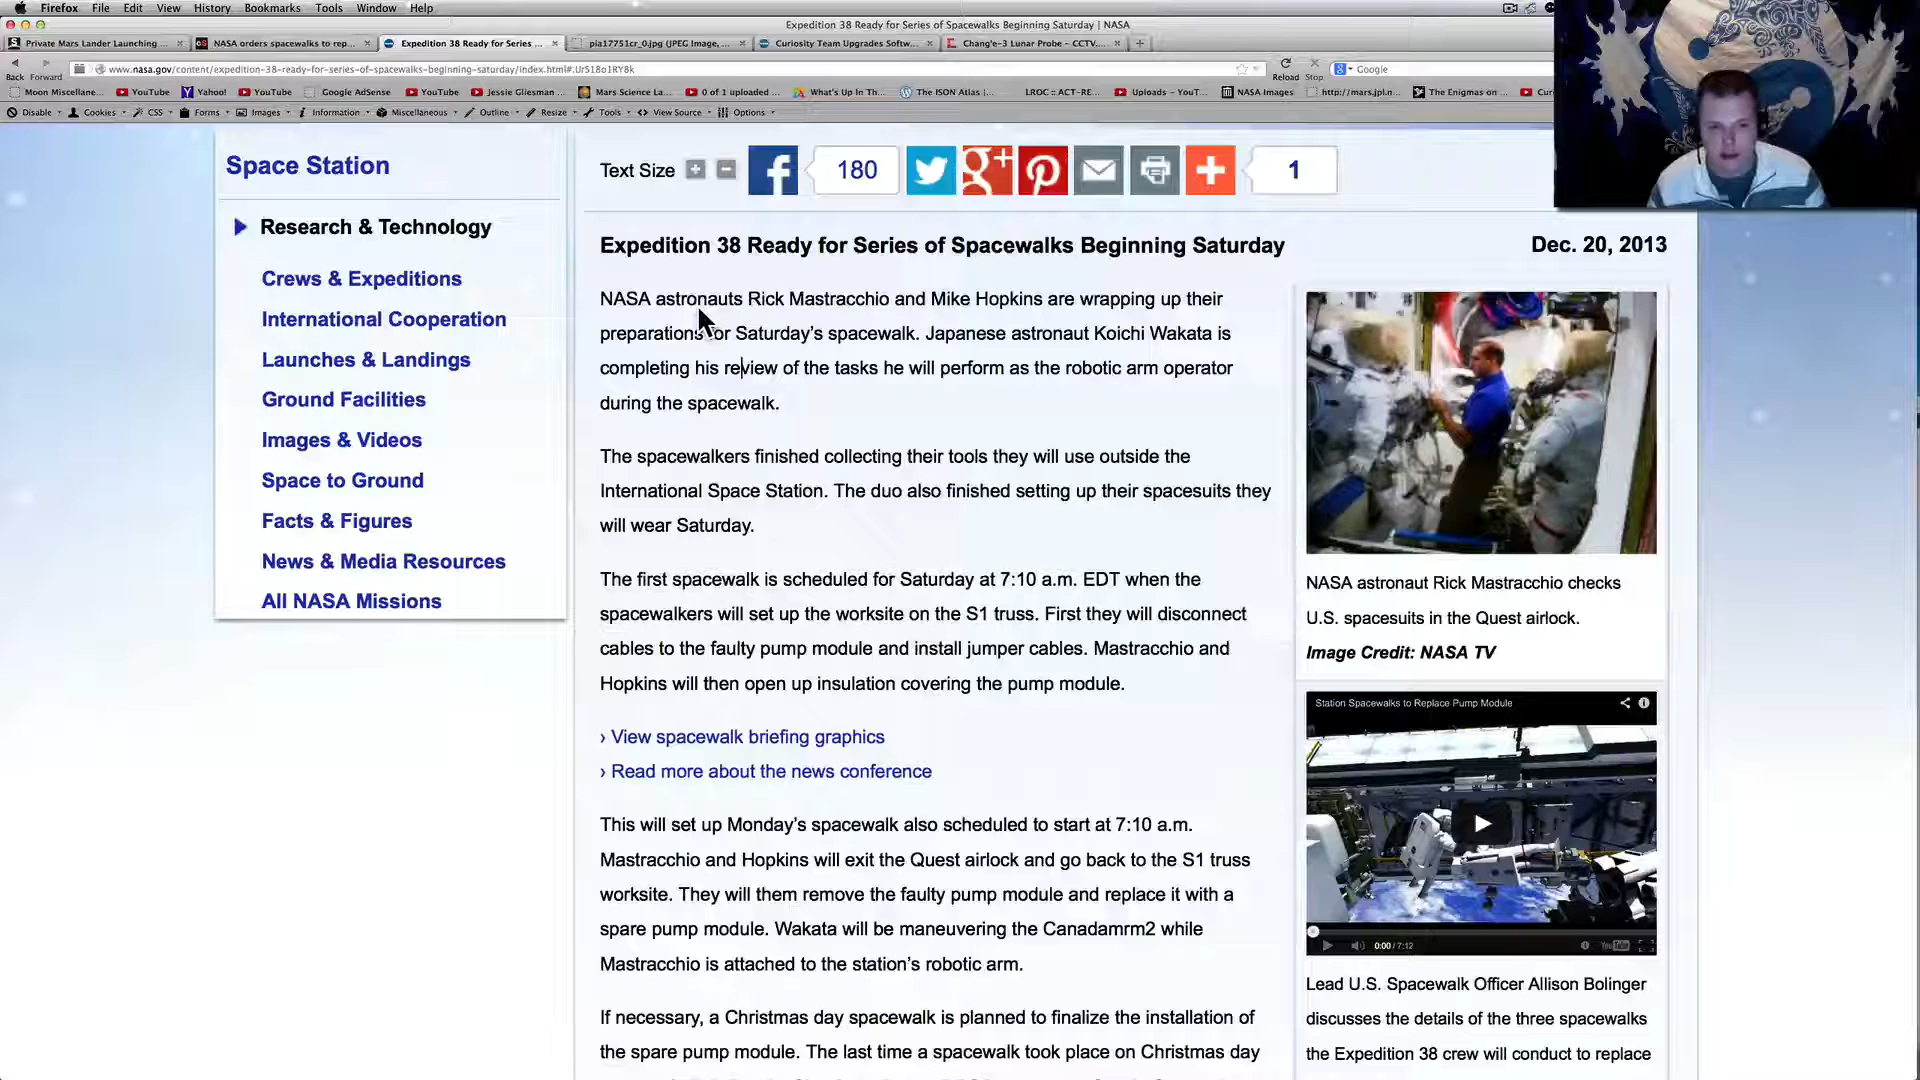 Firefox File Edit View History Bookmarks Tools Window Help
Expedition 38 Ready for Series of Spacewalks Beginning Saturday | NASA
Private Mars Lander Launching ... NASA orders spacewalks to rep... Expedition 38 Ready for Series ... pia17751cr_0.jpg (JPEG Image, ... Curiosity Team Upgrades Softw... Chang'e-3 Lunar Probe - CCTV...
Back Forward www.nasa.gov/content/expedition-38-ready-for-series-of-spacewalks-beginning-saturday/index.html#.UrS18o1RY8k Reload Stop Google
Moon Miscellane... YouTube Yahoo! YouTube Google AdSense YouTube Jessie Gliesman ... Mars Science La... 0 of 1 uploaded ... What's Up In Th... The ISON Atlas |... LROC :: ACT-RE... Uploads - YouT... NASA Images http://mars.jpl.n... The Enigmas on ...
Disable Cookies CSS Forms Images Information Miscellaneous Outline Resize Tools View Source Options
Space Station
Research & Technology
Crews & Expeditions
International Cooperation
Launches & Landings
Ground Facilities
Images & Videos
Space to Ground
Facts & Figures
News & Media Resources
All NASA Missions
Text Size 180 1
Expedition 38 Ready for Series of Spacewalks Beginning Saturday
Dec. 20, 2013
NASA astronauts Rick Mastracchio and Mike Hopkins are wrapping up their
preparations for Saturday's spacewalk. Japanese astronaut Koichi Wakata is
completing his review of the tasks he will perform as the robotic arm operator
during the spacewalk.
The spacewalkers finished collecting their tools they will use outside the
International Space Station. The duo also finished setting up their spacesuits they
will wear Saturday.
The first spacewalk is scheduled for Saturday at 7:10 a.m. EDT when the
spacewalkers will set up the worksite on the S1 truss. First they will disconnect
cables to the faulty pump module and install jumper cables. Mastracchio and
Hopkins will then open up insulation covering the pump module.
› View spacewalk briefing graphics
› Read more about the news conference
This will set up Monday's spacewalk also scheduled to start at 7:10 a.m.
Mastracchio and Hopkins will exit the Quest airlock and go back to the S1 truss
worksite. They will them remove the faulty pump module and replace it with a
spare pump module. Wakata will be maneuvering the Canadamrm2 while
Mastracchio is attached to the station's robotic arm.
If necessary, a Christmas day spacewalk is planned to finalize the installation of
the spare pump module. The last time a spacewalk took place on Christmas day
NASA astronaut Rick Mastracchio checks
U.S. spacesuits in the Quest airlock.
Image Credit: NASA TV
Station Spacewalks to Replace Pump Module
0:00 / 7:12 YouTube
Lead U.S. Spacewalk Officer Allison Bolinger
discusses the details of the three spacewalks
the Expedition 38 crew will conduct to replace